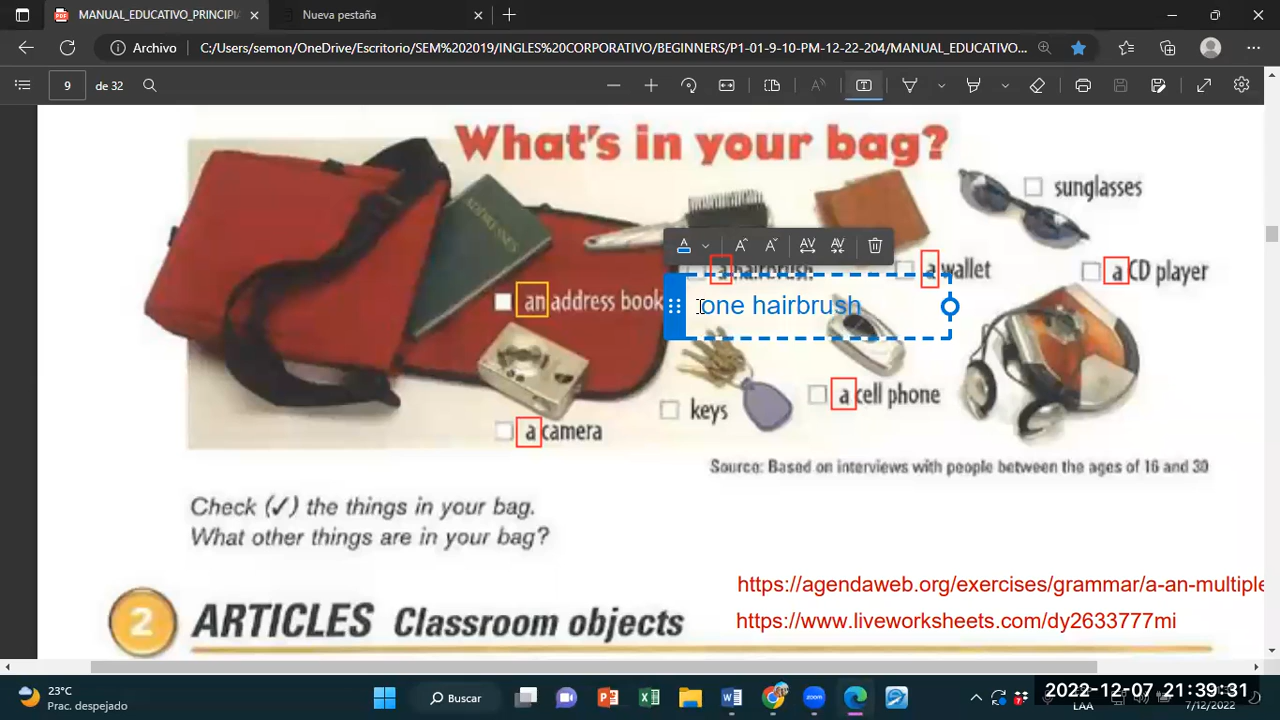 MANUAL_EDUCATIVO_PRINCIPI
Nueva pestaña
Archivo
C:/Users/semon/OneDrive/Escritorio/SEM%202019/INGLES%20CORPORATIVO/BEGINNERS/P1-01-9-10-PM-12-22-204/MANUAL_EDUCATIVO...
9 de 32
What's in your bag?
ADDRESSES
sunglasses
a hairbrush
a wallet
a CD player
an address book
one hairbrush
a cell phone
keys
a camera
Source: Based on interviews with people between the ages of 16 and 30
Check (✓) the things in your bag.
What other things are in your bag?
https://agendaweb.org/exercises/grammar/a-an-multiple
2 ARTICLES Classroom objects
https://www.liveworksheets.com/dy2633777mi
23°C
Prac. despejado
Buscar
LAA
2022-12-07 21:39:31
7/12/2022